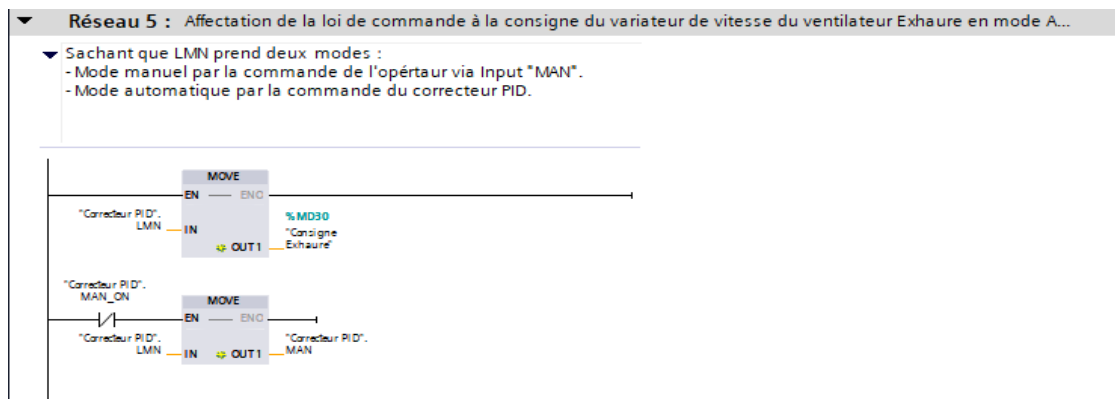 Réseau 5 : Affectation de la loi de commande à la consigne du variateur de vitesse du ventilateur Exhaure en mode A...
Sachant que LMN prend deux modes :
- Mode manuel par la commande de l'opértaur via Input "MAN".
- Mode automatique par la commande du correcteur PID.
MOVE
EN ENO
"Correcteur PID".
LMN
IN
%MD30
"Consigne
Exhaure"
OUT1
"Correcteur PID".
MAN_ON
MOVE
EN ENO
"Correcteur PID".
LMN
IN
OUT1
"Correcteur PID".
MAN